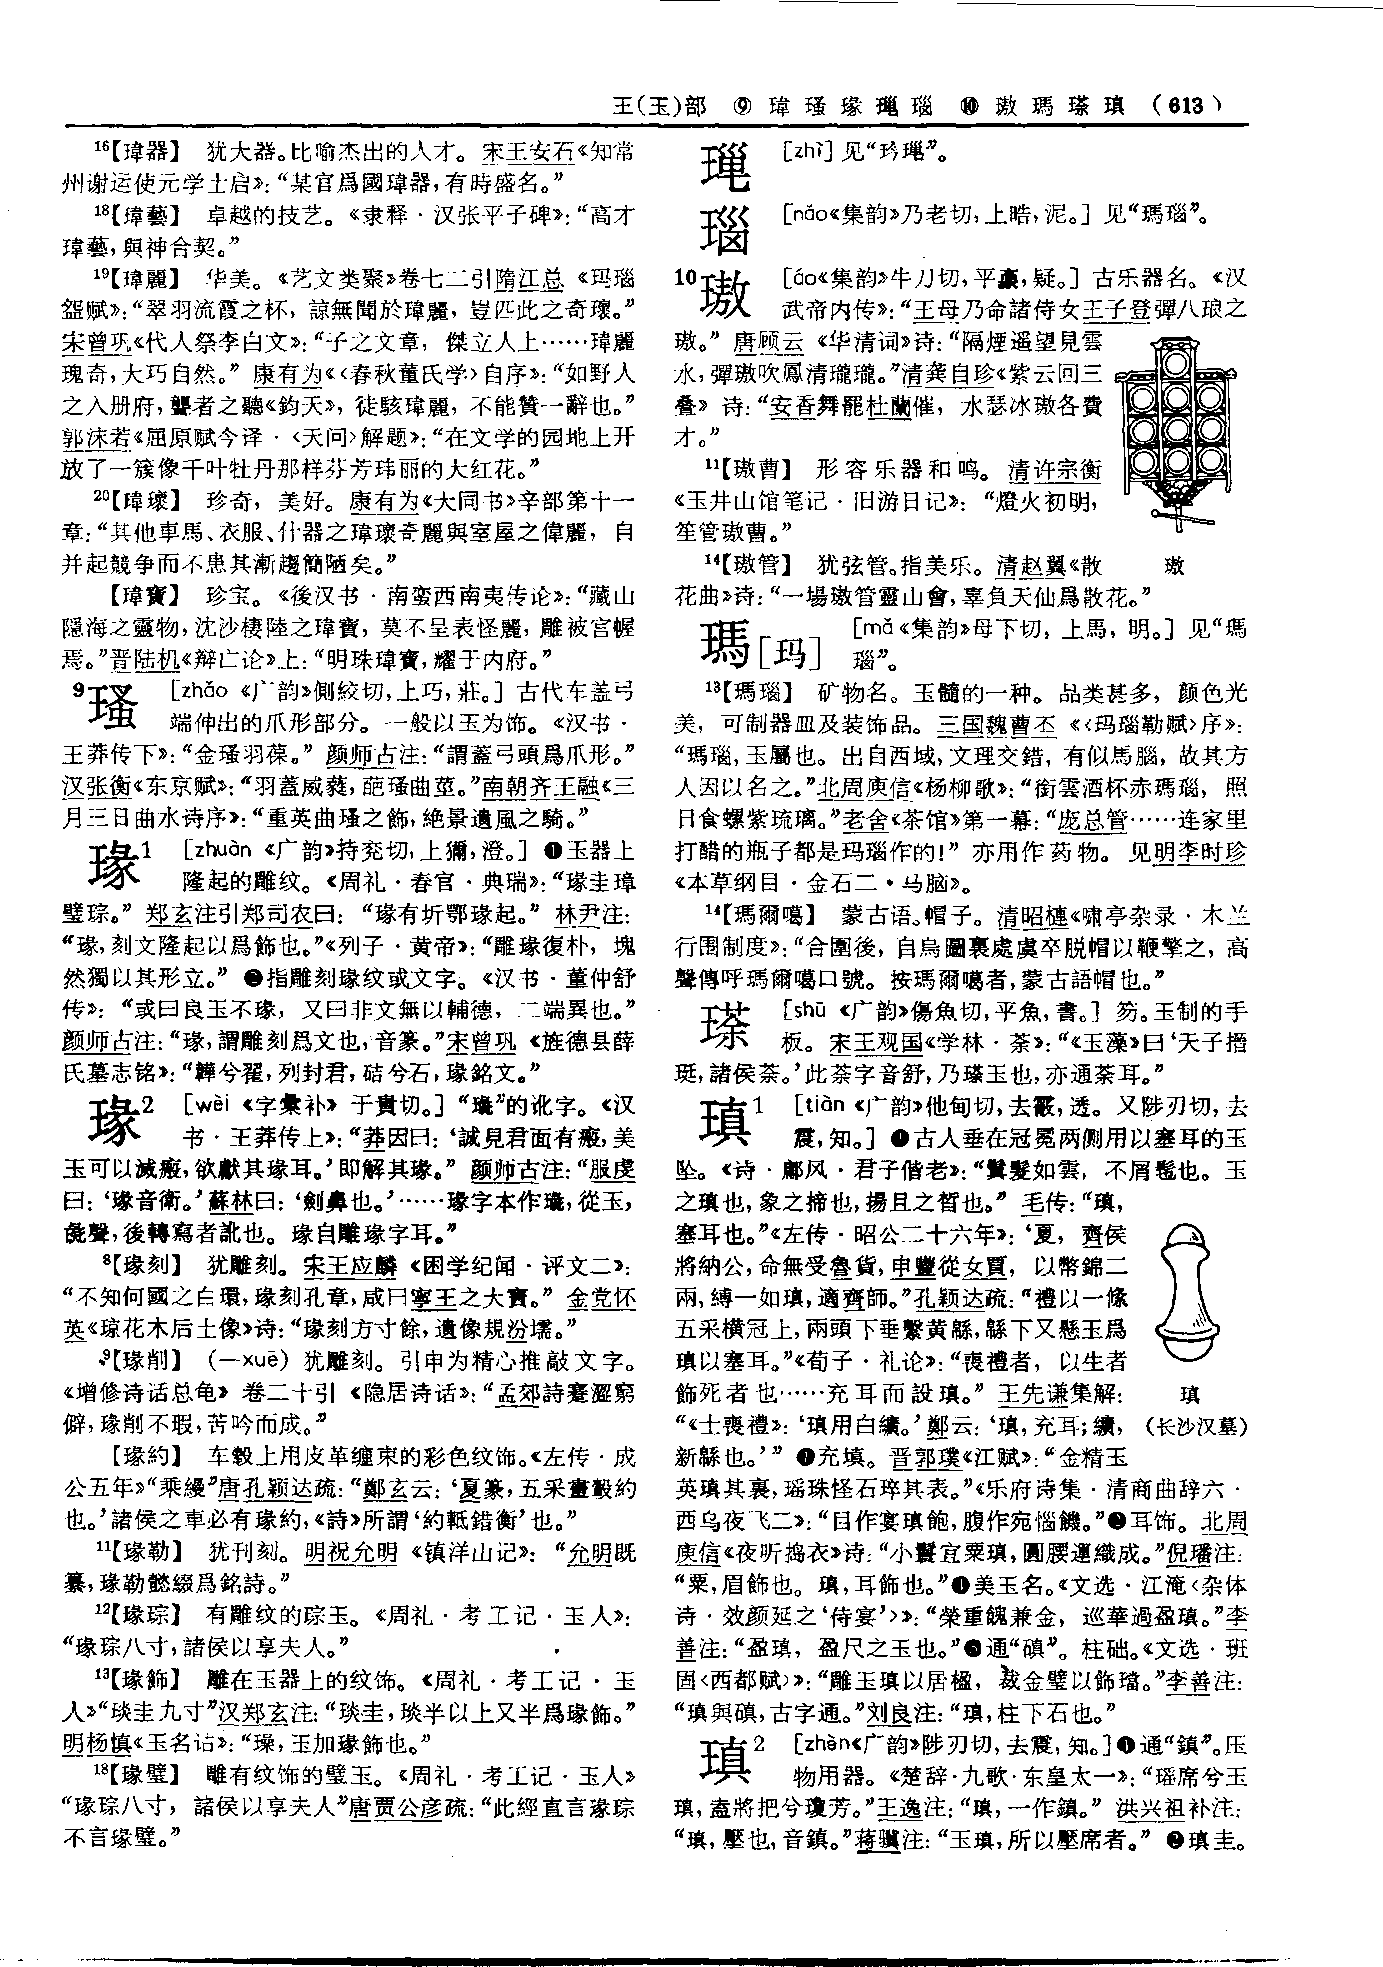 王(玉)部 ⑨ 瑋瑵瑑瑻瑙 ⑩ 璈瑪瑹瑱 (613)
16【瑋器】 犹大器。比喻杰出的人才。 宋王安石《知常
州谢运使元学士启》：“某官爲國瑋器，有時盛名。”
18【瑋藝】 卓越的技艺。《隶释·汉张平子碑》：“高才
瑋藝，與神合契。”
19【瑋麗】 华美。《艺文类聚》卷七二引隋江总《玛瑙
盌赋》：“翠羽流霞之杯，諒無聞於瑋麗，豈匹此之奇瓌。”
宋曾巩《代人祭李白文》：“子之文章，傑立人上……瑋麗
瑰奇，大巧自然。” 康有为《〈春秋董氏学〉自序》：“如野人
之入册府，聾者之聽《鈞天》，徒駭瑋麗，不能贊一辭也。”
郭沫若《屈原赋今译·〈天问〉解题》：“在文学的园地上开
放了一簇像千叶牡丹那样芬芳玮丽的大红花。”
20【瑋瓌】 珍奇，美好。康有为《大同书》辛部第十一
章：“其他車馬、衣服、什器之瑋瓌奇麗與室屋之偉麗，自
并起競争而不患其漸趨簡陋矣。”
【瑋寶】 珍宝。《後汉书·南蛮西南夷传论》：“藏山
隱海之靈物，沈沙棲陸之瑋寶，莫不呈表怪麗，雕被宫幄
焉。”晋陆机《辩亡论》上：“明珠瑋寶，耀于内府。”
9瑵 [zhǎo《广韵》側絞切，上巧，莊。] 古代车盖弓
端伸出的爪形部分。一般以玉为饰。《汉书·
王莽传下》：“金瑵羽葆。” 颜师古注：“謂蓋弓頭爲爪形。”
汉张衡《东京赋》：“羽蓋威蕤，葩瑵曲莖。”南朝齐王融《三
月三日曲水诗序》：“重英曲瑵之飾，絶景遺風之騎。”
瑑1 [zhuàn《广韵》持兖切，上獮，澄。] ❶玉器上
隆起的雕纹。《周礼·春官·典瑞》：“瑑圭璋
璧琮。” 郑玄注引郑司农曰：“瑑有圻鄂瑑起。” 林尹注：
“瑑，刻文隆起以爲飾也。”《列子·黄帝》：“雕瑑復朴，塊
然獨以其形立。” ❷指雕刻瑑纹或文字。《汉书·董仲舒
传》：“或曰良玉不瑑，又曰非文無以輔德，二端異也。”
颜师古注：“瑑，謂雕刻爲文也，音篆。”宋曾巩《旌德县薛
氏墓志铭》：“韡兮翟，列封君，硞兮石，瑑銘文。”
瑑2 [wèi《字彙补》于貴切。] “璏”的讹字。《汉
书·王莽传上》：“莽因曰：‘誠見君面有瘢，美
玉可以滅瘢，欲獻其瑑耳。’即解其瑑。” 颜师古注：“服虔
曰：‘瑑音衛。’蘇林曰：‘劍鼻也。’……瑑字本作璏，從玉，
彘聲，後轉寫者訛也。瑑自雕瑑字耳。”
8【瑑刻】 犹雕刻。宋王应麟《困学纪闻·评文二》：
“不知何國之白環，瑑刻孔章，咸曰寧王之大寶。” 金党怀
英《琼花木后土像》诗：“瑑刻方寸餘，遺像規汾壖。”
9【瑑削】 (—xuē) 犹雕刻。引申为精心推敲文字。
《增修诗话总龟》卷二十引《隐居诗话》：“孟郊詩蹇澀窮
僻，瑑削不暇，苦吟而成。”
【瑑約】 车毂上用皮革缠束的彩色纹饰。《左传·成
公五年》“乘縵”唐孔颖达疏：“鄭玄云：‘夏篆，五采畫轂約
也。’諸侯之車必有瑑約，《詩》所謂‘約軝錯衡’也。”
11【瑑勒】 犹刊刻。明祝允明《镇洋山记》：“允明既
纂，瑑勒懿綴爲銘詩。”
12【瑑琮】 有雕纹的琮玉。《周礼·考工记·玉人》：
“瑑琮八寸，諸侯以享夫人。”
13【瑑飾】 雕在玉器上的纹饰。《周礼·考工记·玉
人》“琰圭九寸”汉郑玄注：“琰圭，琰半以上又半爲瑑飾。”
明杨慎《玉名诂》：“璪，玉加瑑飾也。”
18【瑑璧】 雕有纹饰的璧玉。《周礼·考工记·玉人》
“瑑琮八寸，諸侯以享夫人”唐贾公彦疏：“此經直言瑑琮
不言瑑璧。”
瑻 [zhì] 见“玪瑻”。
瑙 [nǎo《集韵》乃老切，上晧，泥。] 见“瑪瑙”。
10璈 [áo《集韵》牛刀切，平豪，疑。] 古乐器名。《汉
武帝内传》：“王母乃命諸侍女王子登彈八琅之
璈。” 唐顾云《华清词》诗：“隔煙遥望見雲
水，彈璈吹鳳清瓏瓏。”清龚自珍《紫云回三
叠》诗：“安香舞罷杜蘭催，水瑟冰璈各費
才。”
11【璈曹】 形容乐器和鸣。清许宗衡
《玉井山馆笔记·旧游日记》：“燈火初明，
笙管璈曹。”
14【璈管】 犹弦管。指美乐。清赵翼《散
花曲》诗：“一場璈管靈山會，辜負天仙爲散花。”
璈
瑪[玛] [mǎ《集韵》母下切，上馬，明。] 见“瑪
瑙”。
13【瑪瑙】 矿物名。玉髓的一种。品类甚多，颜色光
美，可制器皿及装饰品。三国魏曹丕《〈玛瑙勒赋〉序》：
“瑪瑙，玉屬也。出自西域，文理交錯，有似馬腦，故其方
人因以名之。”北周庾信《杨柳歌》：“銜雲酒杯赤瑪瑙，照
日食螺紫琉璃。”老舍《茶馆》第一幕：“庞总管……连家里
打醋的瓶子都是玛瑙作的！” 亦用作药物。见明李时珍
《本草纲目·金石二·马脑》。
14【瑪爾噶】 蒙古语。帽子。清昭槤《啸亭杂录·木兰
行围制度》：“合圍後，自烏圖裏處虞卒脱帽以鞭擎之，高
聲傳呼瑪爾噶口號。按瑪爾噶者，蒙古語帽也。”
瑹 [shū《广韵》傷魚切，平魚，書。] 笏。玉制的手
板。宋王观国《学林·荼》：“《玉藻》曰‘天子搢
珽，諸侯荼。’此荼字音舒，乃瑹玉也，亦通荼耳。”
瑱1 [tiàn《广韵》他甸切，去霰，透。又陟刃切，去
震，知。] ❶古人垂在冠冕两侧用以塞耳的玉
坠。《诗·鄘风·君子偕老》：“鬒髮如雲，不屑髢也。玉
之瑱也，象之揥也，揚且之晳也。” 毛传：“瑱，
塞耳也。”《左传·昭公二十六年》：‘夏，齊侯
將納公，命無受魯貨，申豐從女賈，以幣錦二
兩，縛一如瑱，適齊師。”孔颖达疏：“禮以一絛
五采横冠上，兩頭下垂繫黄緜，緜下又懸玉爲
瑱以塞耳。”《荀子·礼论》：“喪禮者，以生者
飾死者也……充耳而設瑱。” 王先谦集解：
“《士喪禮》：‘瑱用白纊。’鄭云：‘瑱，充耳；纊，
新緜也。’” ❷充填。晋郭璞《江赋》：“金精玉
瑱
（长沙汉墓）
英瑱其裏，瑶珠怪石琗其表。”《乐府诗集·清商曲辞六·
西乌夜飞二》：“目作宴瑱飽，腹作宛惱饑。”❸耳饰。北周
庾信《夜听捣衣》诗：“小鬟宜粟瑱，圓腰運織成。”倪璠注：
“粟，眉飾也。瑱，耳飾也。”❹美玉名。《文选·江淹〈杂体
诗·效颜延之‘侍宴’〉》：“榮重餽兼金，巡華過盈瑱。”李
善注：“盈瑱，盈尺之玉也。”❺通“磌”。柱础。《文选·班
固〈西都赋〉》：“雕玉瑱以居楹，裁金璧以飾璫。”李善注：
“瑱與磌，古字通。”刘良注：“瑱，柱下石也。”
瑱2 [zhèn《广韵》陟刃切，去震，知。]❶通“鎮”。压
物用器。《楚辞·九歌·东皇太一》：“瑶席兮玉
瑱，盍將把兮瓊芳。”王逸注：“瑱，一作鎮。” 洪兴祖补注：
“瑱，壓也，音鎮。”蒋骥注：“玉瑱，所以壓席者。” ❷瑱圭。